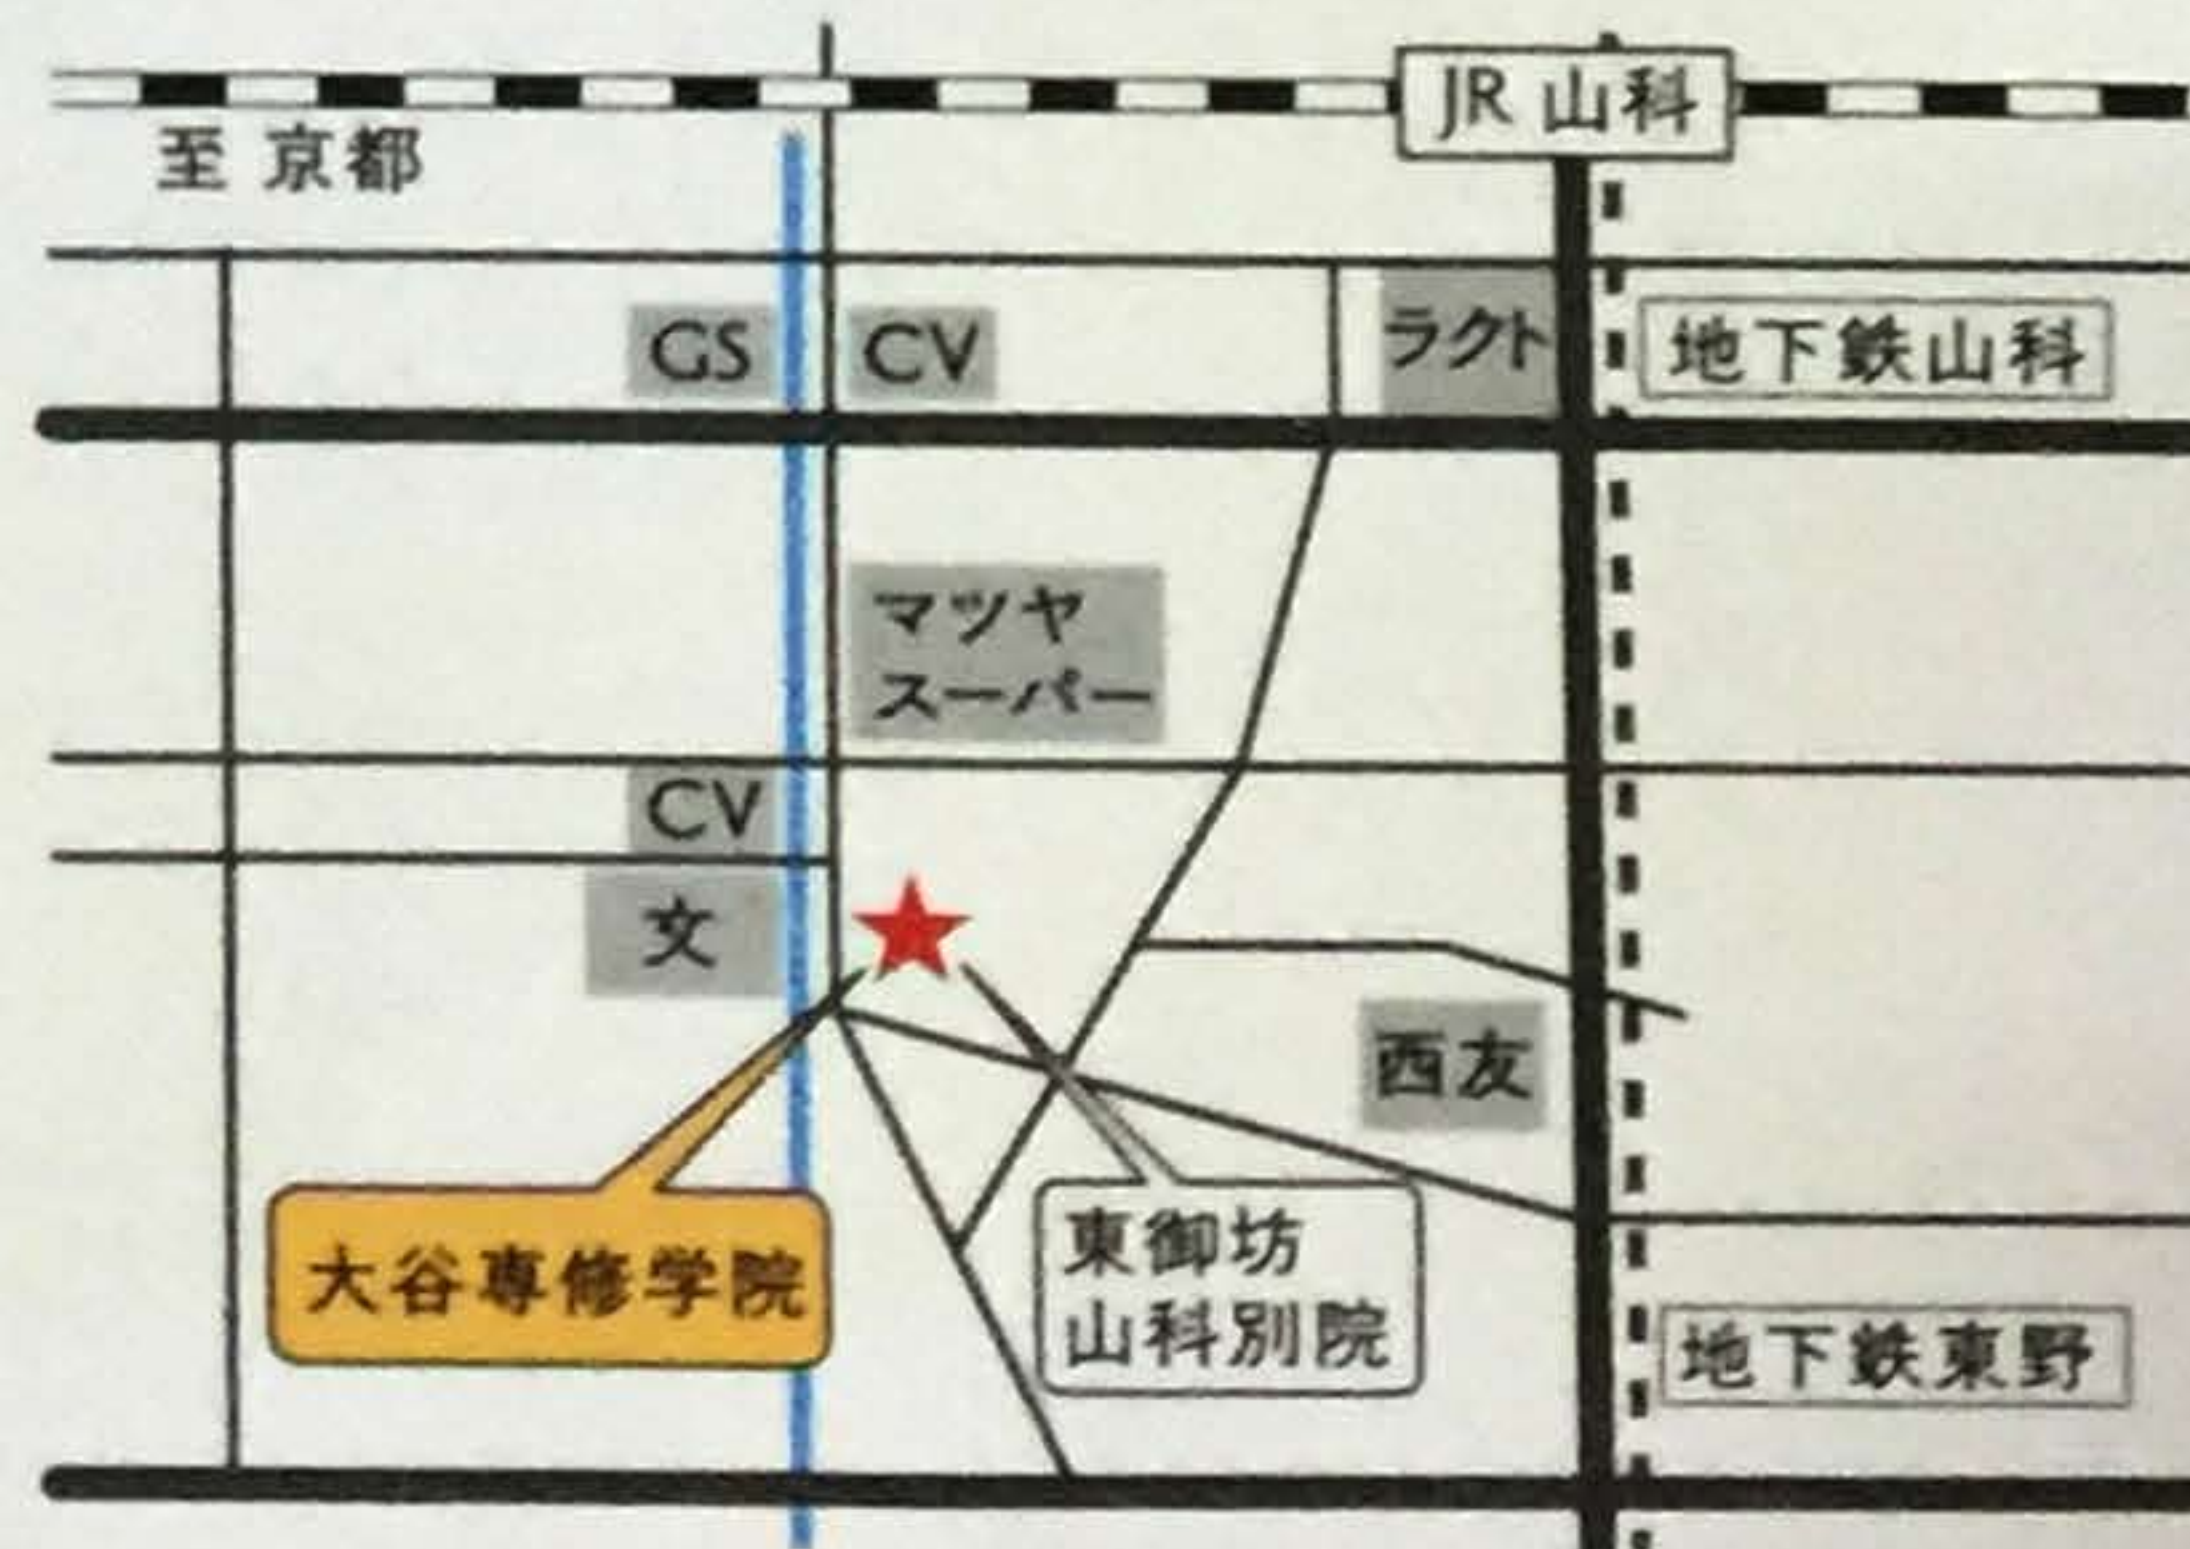 JR 山科
至 京都
GS
CV
ラクト
地下鉄山科
マツヤ
スーパー
CV
文
西友
大谷専修学院
東御坊
山科別院
地下鉄東野